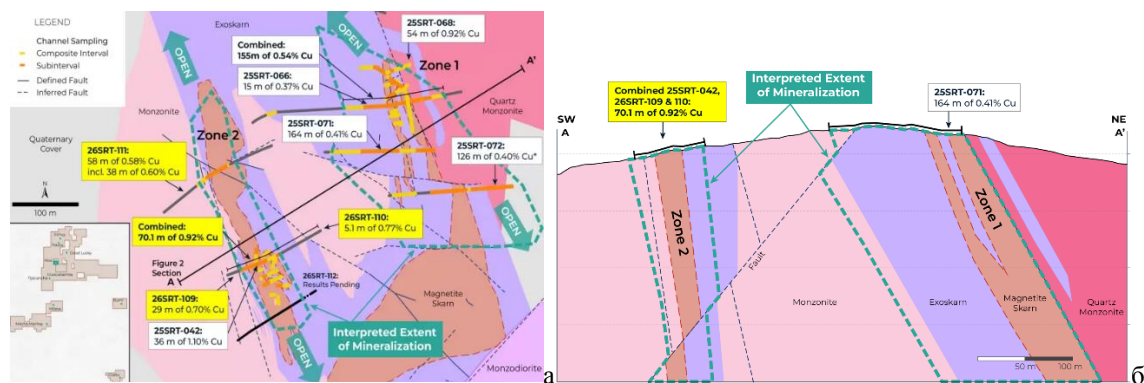 LEGEND
Channel Sampling
Composite Interval
Subinterval
Defined Fault
Inferred Fault
Exoskarn
OPEN
OPEN
25SRT-068:
54 m of 0.92% Cu
Combined:
155m of 0.54% Cu
25SRT-066
15 m of 0.37% Cu
Zone 1
A'
Monzonite
Quartz
Monzonite
Zone 2
25SRT-071:
164 m of 0.41% Cu
25SRT-072:
126 m of 0.40% Cu*
Quaternary
Cover
26SRT-111:
58 m of 0.58% Cu
incl. 38 m of 0.60% Cu
N
100 m
Combined:
70.1 m of 0.92% Cu
26SRT-110:
5.1 m of 0.77% Cu
OPEN
Figure 2
Section
A
26SRT-112:
Results Pending
26SRT-109:
29 m of 0.70% Cu
25SRT-042:
36 m of 1.10% Cu
Magnetite
Skarn
Interpreted Extent
of Mineralization
OPEN
Monzodiorite
а
Combined 25SRT-042,
26SRT-109 & 110:
70.1 m of 0.92% Cu
Interpreted Extent
of Mineralization
25SRT-071:
164 m of 0.41% Cu
SW
A
NE
A'
Zone 2
Zone 1
Fault
Monzonite
Exoskarn
Magnetite
Skarn
Quartz
Monzonite
50 m
100 m
б